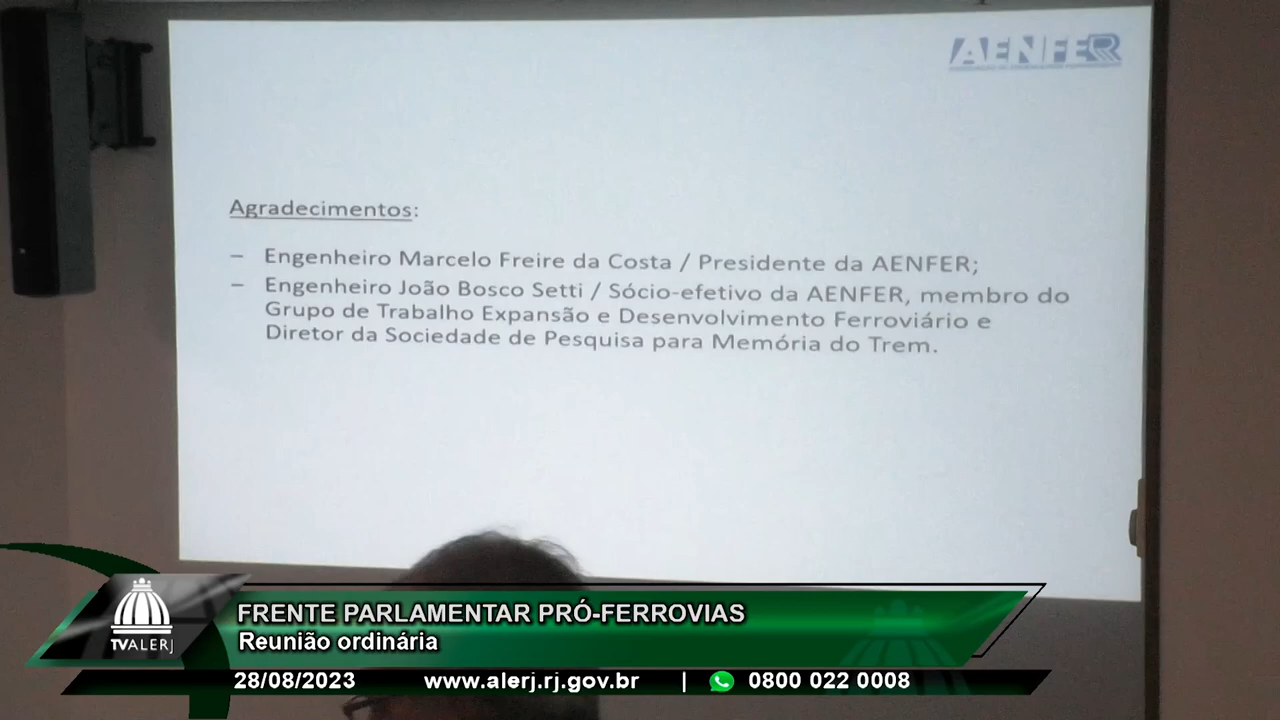 AENFER
Agradecimentos:
– Engenheiro Marcelo Freire da Costa / Presidente da AENFER;
– Engenheiro João Bosco Setti / Sócio-efetivo da AENFER, membro do
Grupo de Trabalho Expansão e Desenvolvimento Ferroviário e
Diretor da Sociedade de Pesquisa para Memória do Trem.
FRENTE PARLAMENTAR PRÓ-FERROVIAS
Reunião ordinária
TVALERJ
28/08/2023 www.alerj.rj.gov.br | 0800 022 0008